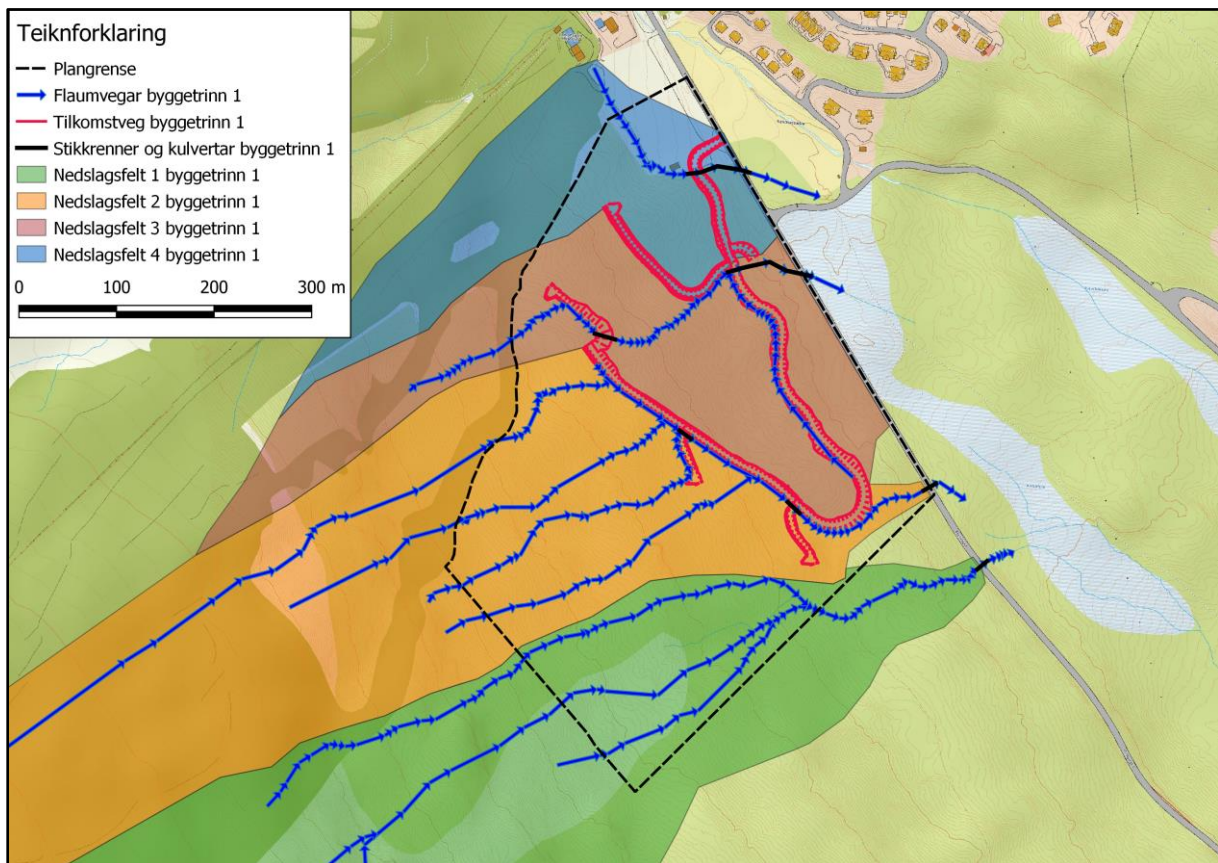 Teiknforklaring
Plangrense
Flaumvegar byggetrinn 1
Tilkomstveg byggetrinn 1
Stikkrenner og kulvertar byggetrinn 1
Nedslagsfelt 1 byggetrinn 1
Nedslagsfelt 2 byggetrinn 1
Nedslagsfelt 3 byggetrinn 1
Nedslagsfelt 4 byggetrinn 1
0 100 200 300 m